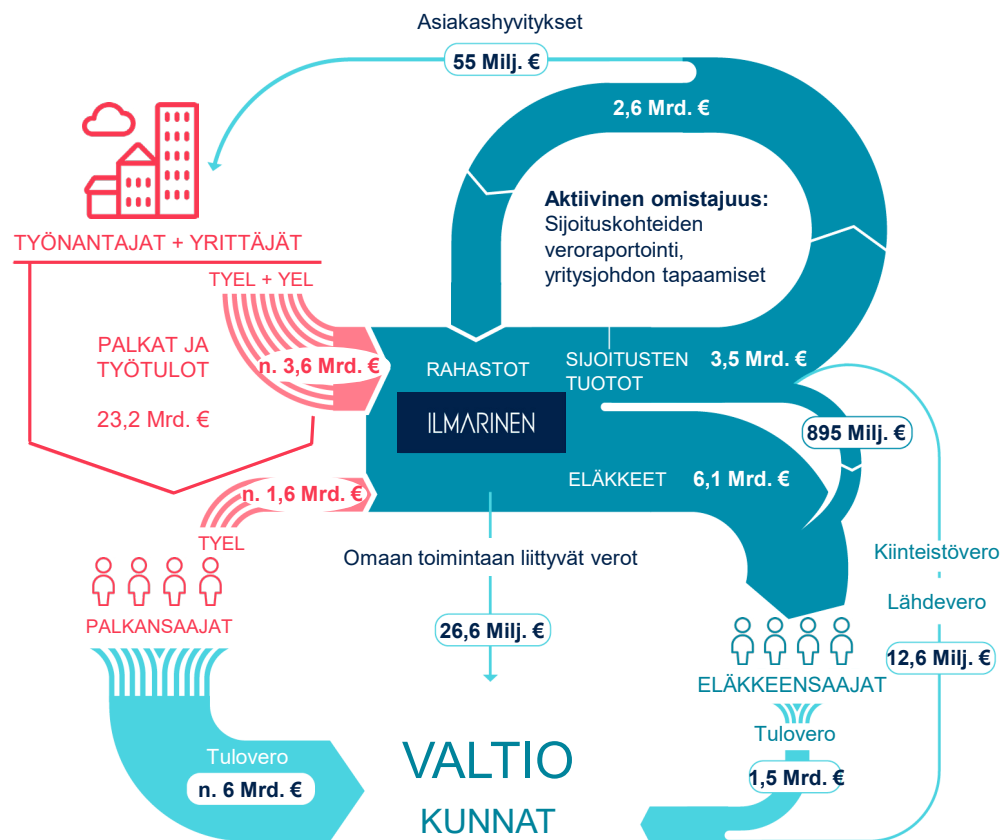 Asiakashyvitykset
55 Milj. €
2,6 Mrd. €
Aktiivinen omistajuus:
Sijoituskohteiden
veroraportointi,
yritysjohdon tapaamiset
TYÖNANTAJAT + YRITTÄJÄT
TYEL + YEL
PALKAT JA
TYÖTULOT
23,2 Mrd. €
n. 3,6 Mrd. €
RAHASTOT
SIJOITUSTEN
TUOTOT
3,5 Mrd. €
ILMARINEN
895 Milj. €
ELÄKKEET
6,1 Mrd. €
n. 1,6 Mrd. €
TYEL
Omaan toimintaan liittyvät verot
26,6 Milj. €
Kiinteistövero
Lähdevero
12,6 Milj. €
PALKANSAAJAT
ELÄKKEENSAAJAT
Tulovero
n. 6 Mrd. €
Tulovero
1,5 Mrd. €
VALTIO
KUNNAT